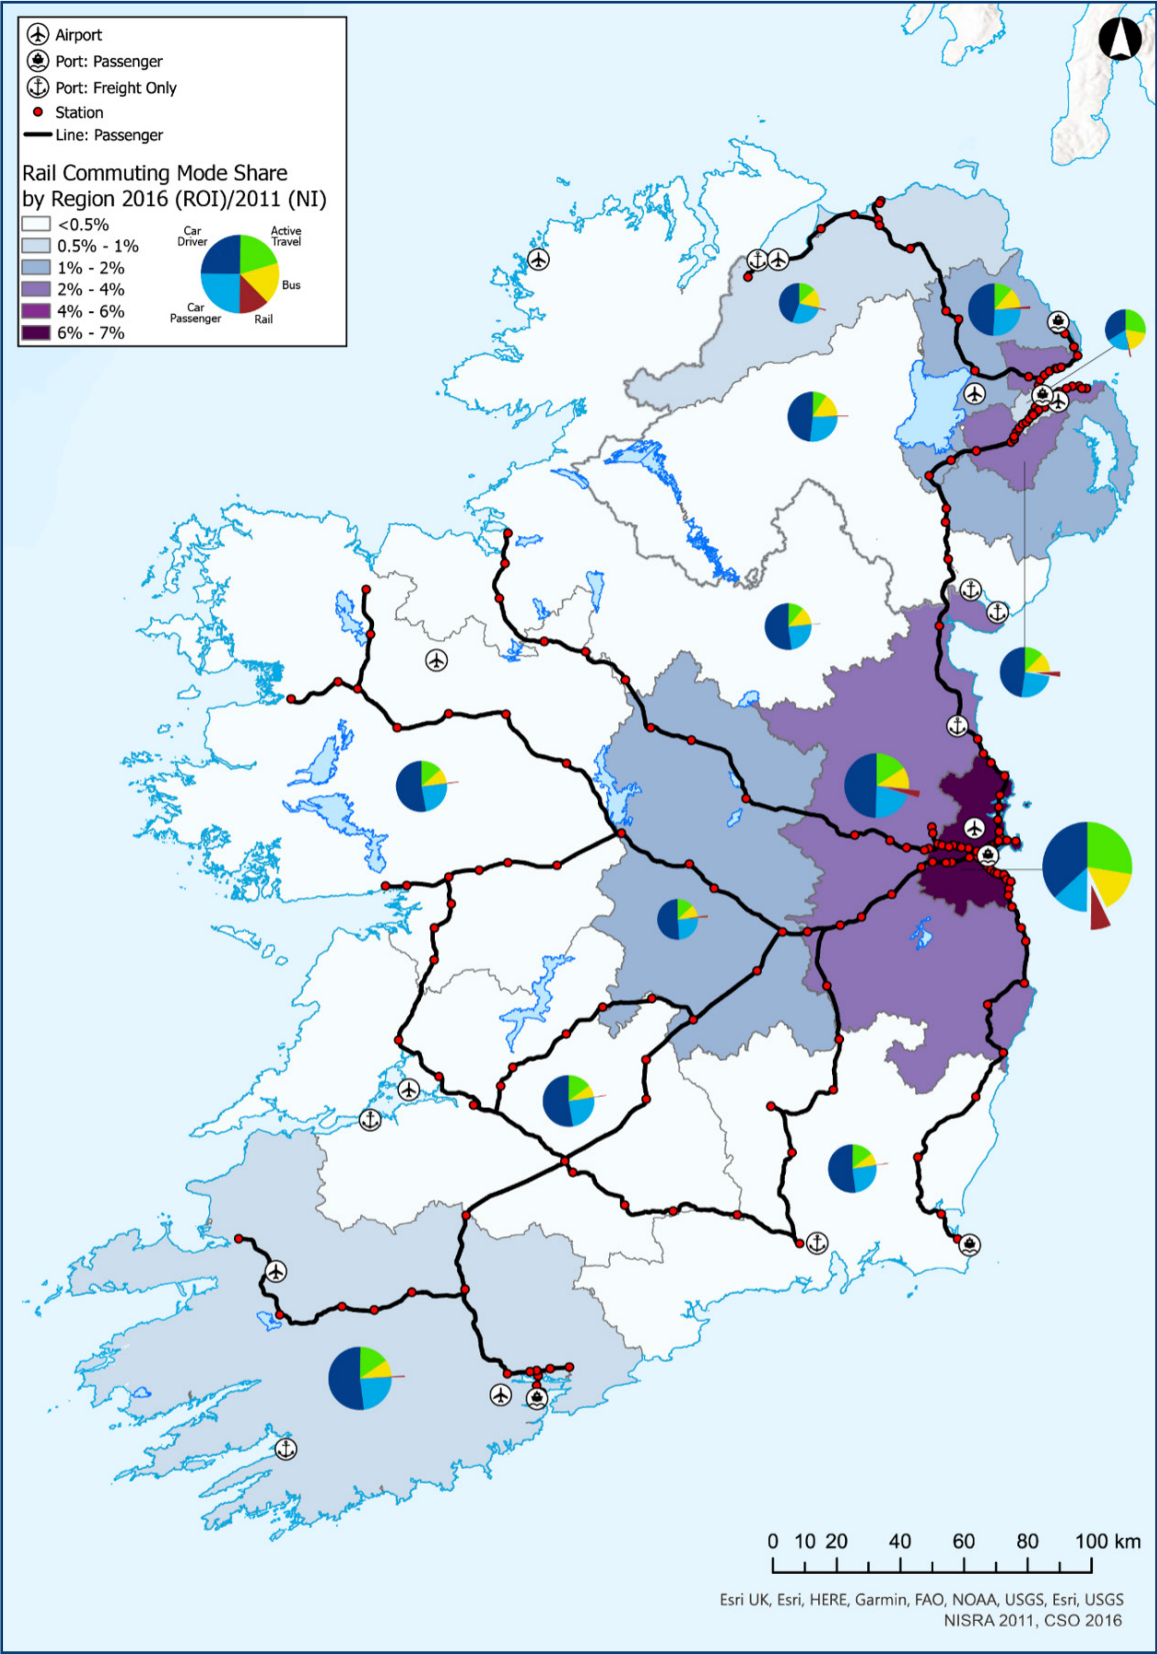 Airport
Port: Passenger
Port: Freight Only
Station
Line: Passenger
Rail Commuting Mode Share
by Region 2016 (ROI)/2011 (NI)
<0.5%
0.5% - 1%
1% - 2%
2% - 4%
4% - 6%
6% - 7%
Car
Driver
Active
Travel
Bus
Car
Passenger
Rail
0 10 20 40 60 80 100 km
Esri UK, Esri, HERE, Garmin, FAO, NOAA, USGS, Esri, USGS
NISRA 2011, CSO 2016